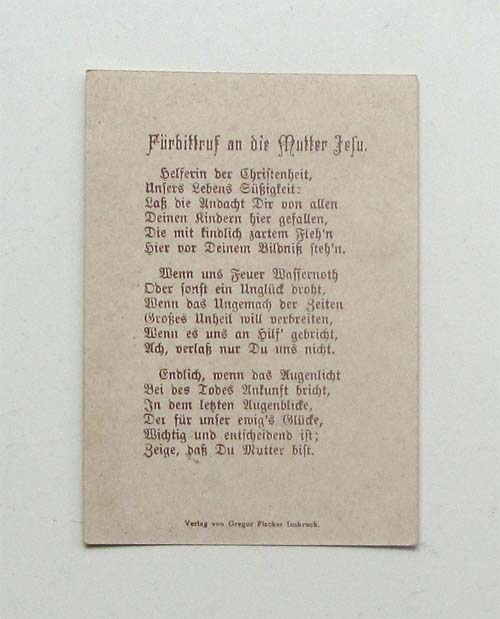 Fürbittruf an die Mutter Jesu.
Helferin der Christenheit,
Unsers Lebens Süßigkeit:
Laß die Andacht Dir von allen
Deinen Kindern hier gefallen,
Die mit kindlich zartem Fleh'n
Hier vor Deinem Bildniß steh'n.
Wenn uns Feuer Wassernoth
Oder sonst ein Unglück droht,
Wenn das Ungemach der Zeiten
Großes Unheil will verbreiten,
Wenn es uns an Hilf' gebricht,
Ach, verlaß nur Du uns nicht.
Endlich, wenn das Augenlicht
Bei des Todes Ankunft bricht,
In dem letzten Augenblicke,
Der für unser ewig's Glücke,
Wichtig und entscheidend ist;
Zeige, daß Du Mutter bist.
Verlag von Gregor Fischer Innbruck.